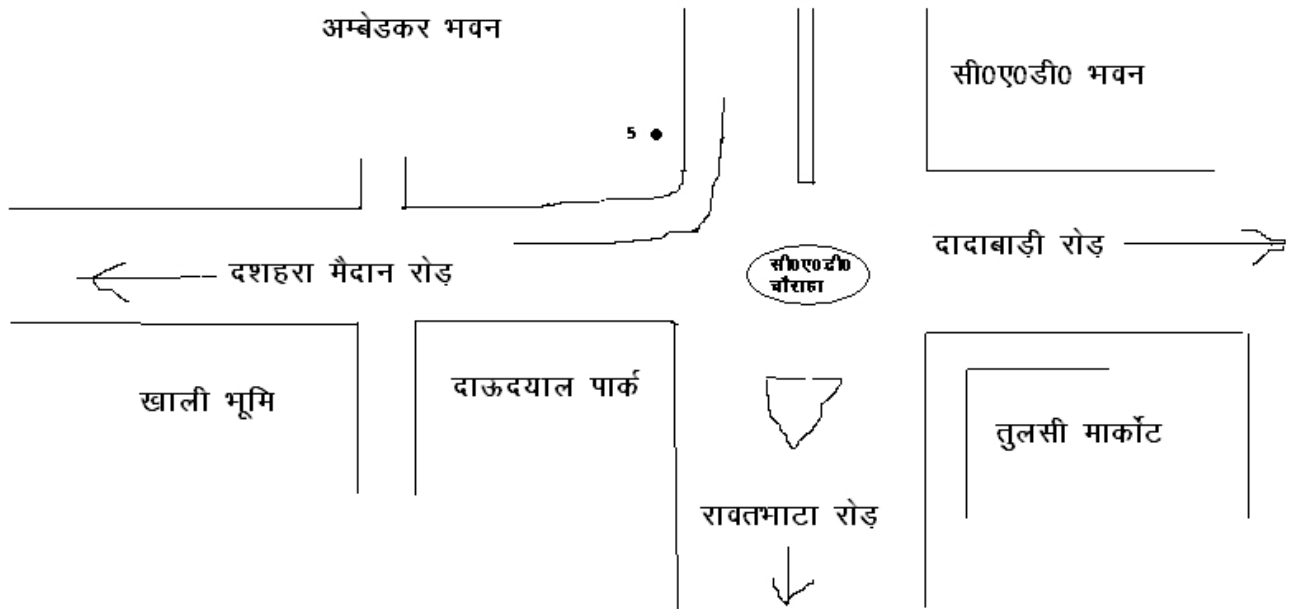 अम्बेडकर भवन
सी0ए0डी0 भवन
5
दादाबाड़ी रोड़
दशहरा मैदान रोड़
सी0ए0डी0
चौराहा
खाली भूमि
दाऊदयाल पार्क
तुलसी मार्कोट
रावतभाटा रोड़